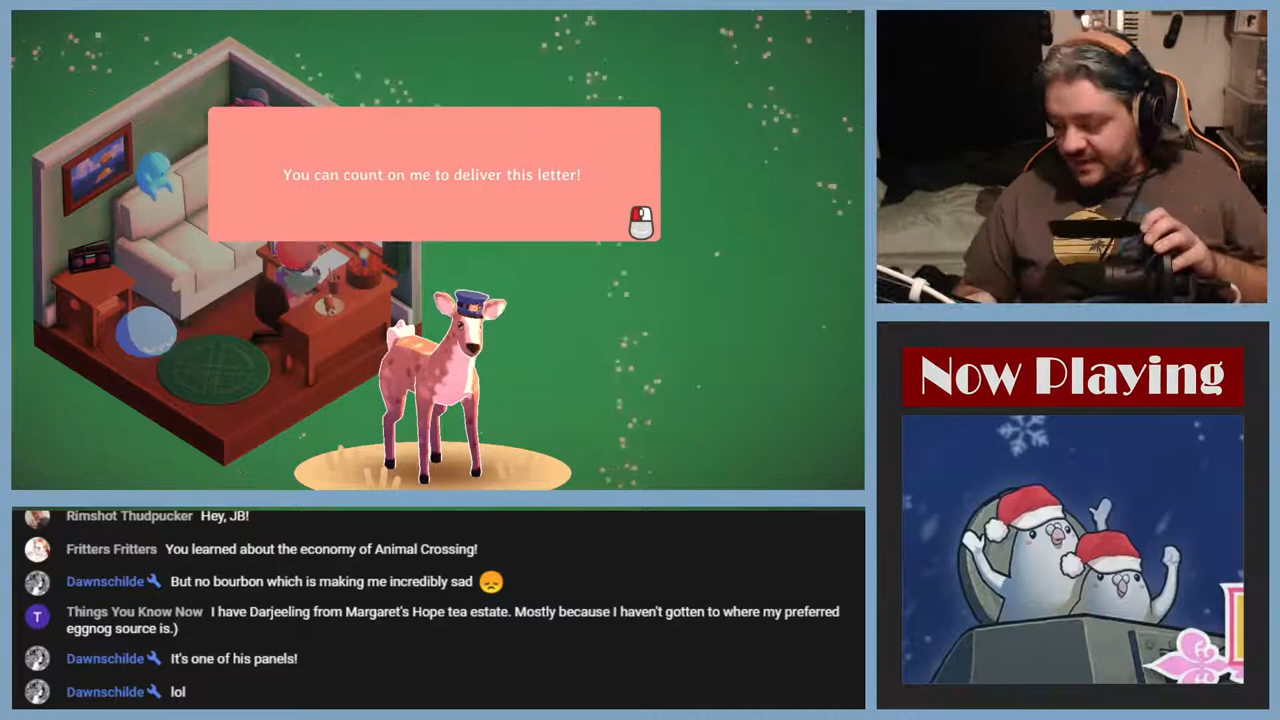 You can count on me to deliver this letter!
Now Playing
Rimshot Thudpucker Hey, JB!
Fritters Fritters You learned about the economy of Animal Crossing!
Dawnschilde But no bourbon which is making me incredibly sad
T Things You Know Now I have Darjeeling from Margaret's Hope tea estate. Mostly because I haven't gotten to where my preferred
eggnog source is.)
Dawnschilde It's one of his panels!
Dawnschilde lol